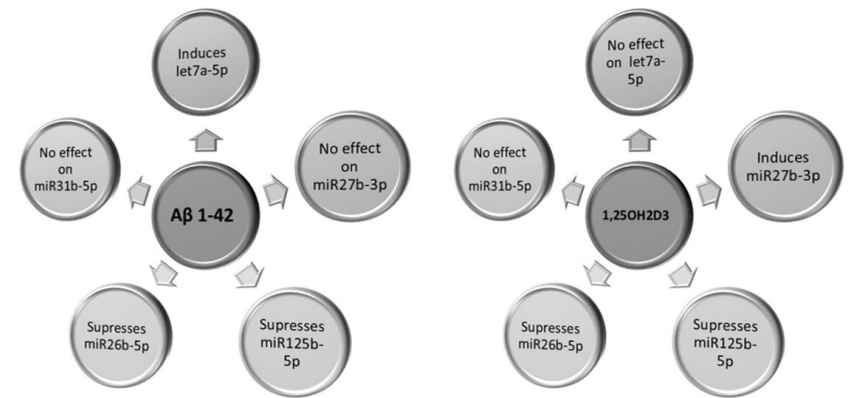 Induces
let7a-5p
No effect
on
miR31b-5p
No effect
on
miR27b-3p
Aβ 1-42
Supresses
miR26b-5p
Supresses
miR125b-
5p
No effect
on let7a-
5p
No effect
on
miR31b-5p
Induces
miR27b-3p
1,25OH2D3
Supresses
miR26b-5p
Supresses
miR125b-
5p